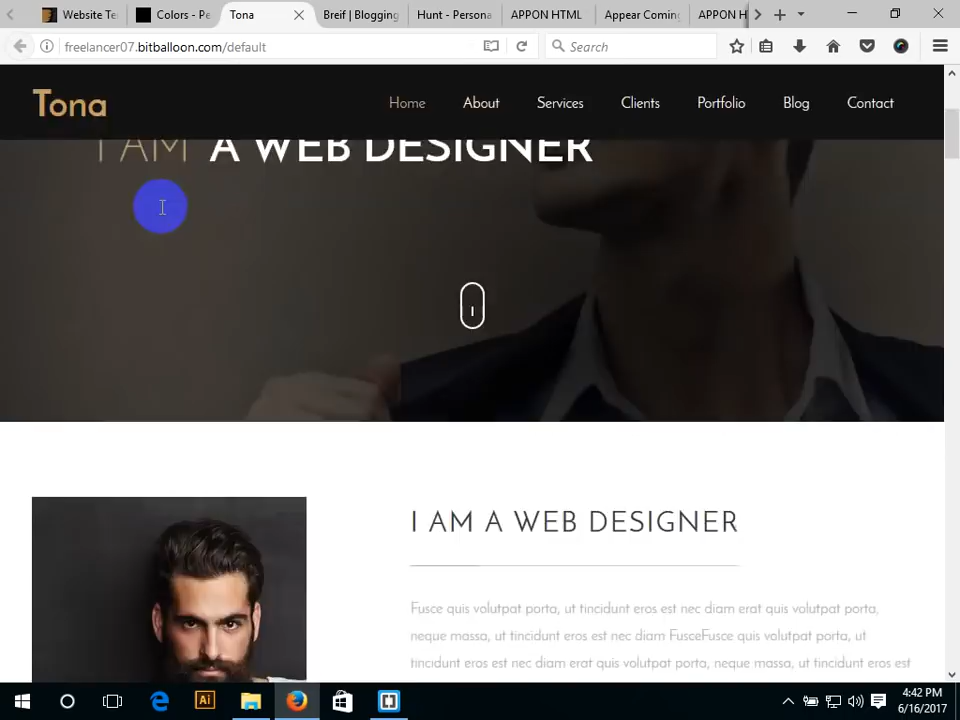 Website Te
Colors - Pe
Tona
Breif | Blogging
Hunt - Persona
APPON HTML
Appear Coming
APPON H
freelancer07.bitballoon.com/default
Search
Tona
Home
About
Services
Clients
Portfolio
Blog
Contact
I AM A WEB DESIGNER
I AM A WEB DESIGNER
Fusce quis volutpat porta, ut tincidunt eros est nec diam erat quis volutpat porta,
neque massa, ut tincidunt eros est nec diam FusceFusce quis volutpat porta, ut
tincidunt eros est nec diam erat quis volutpat porta, neque massa, ut tincidunt eros est
Ai
4:42 PM
6/16/2017